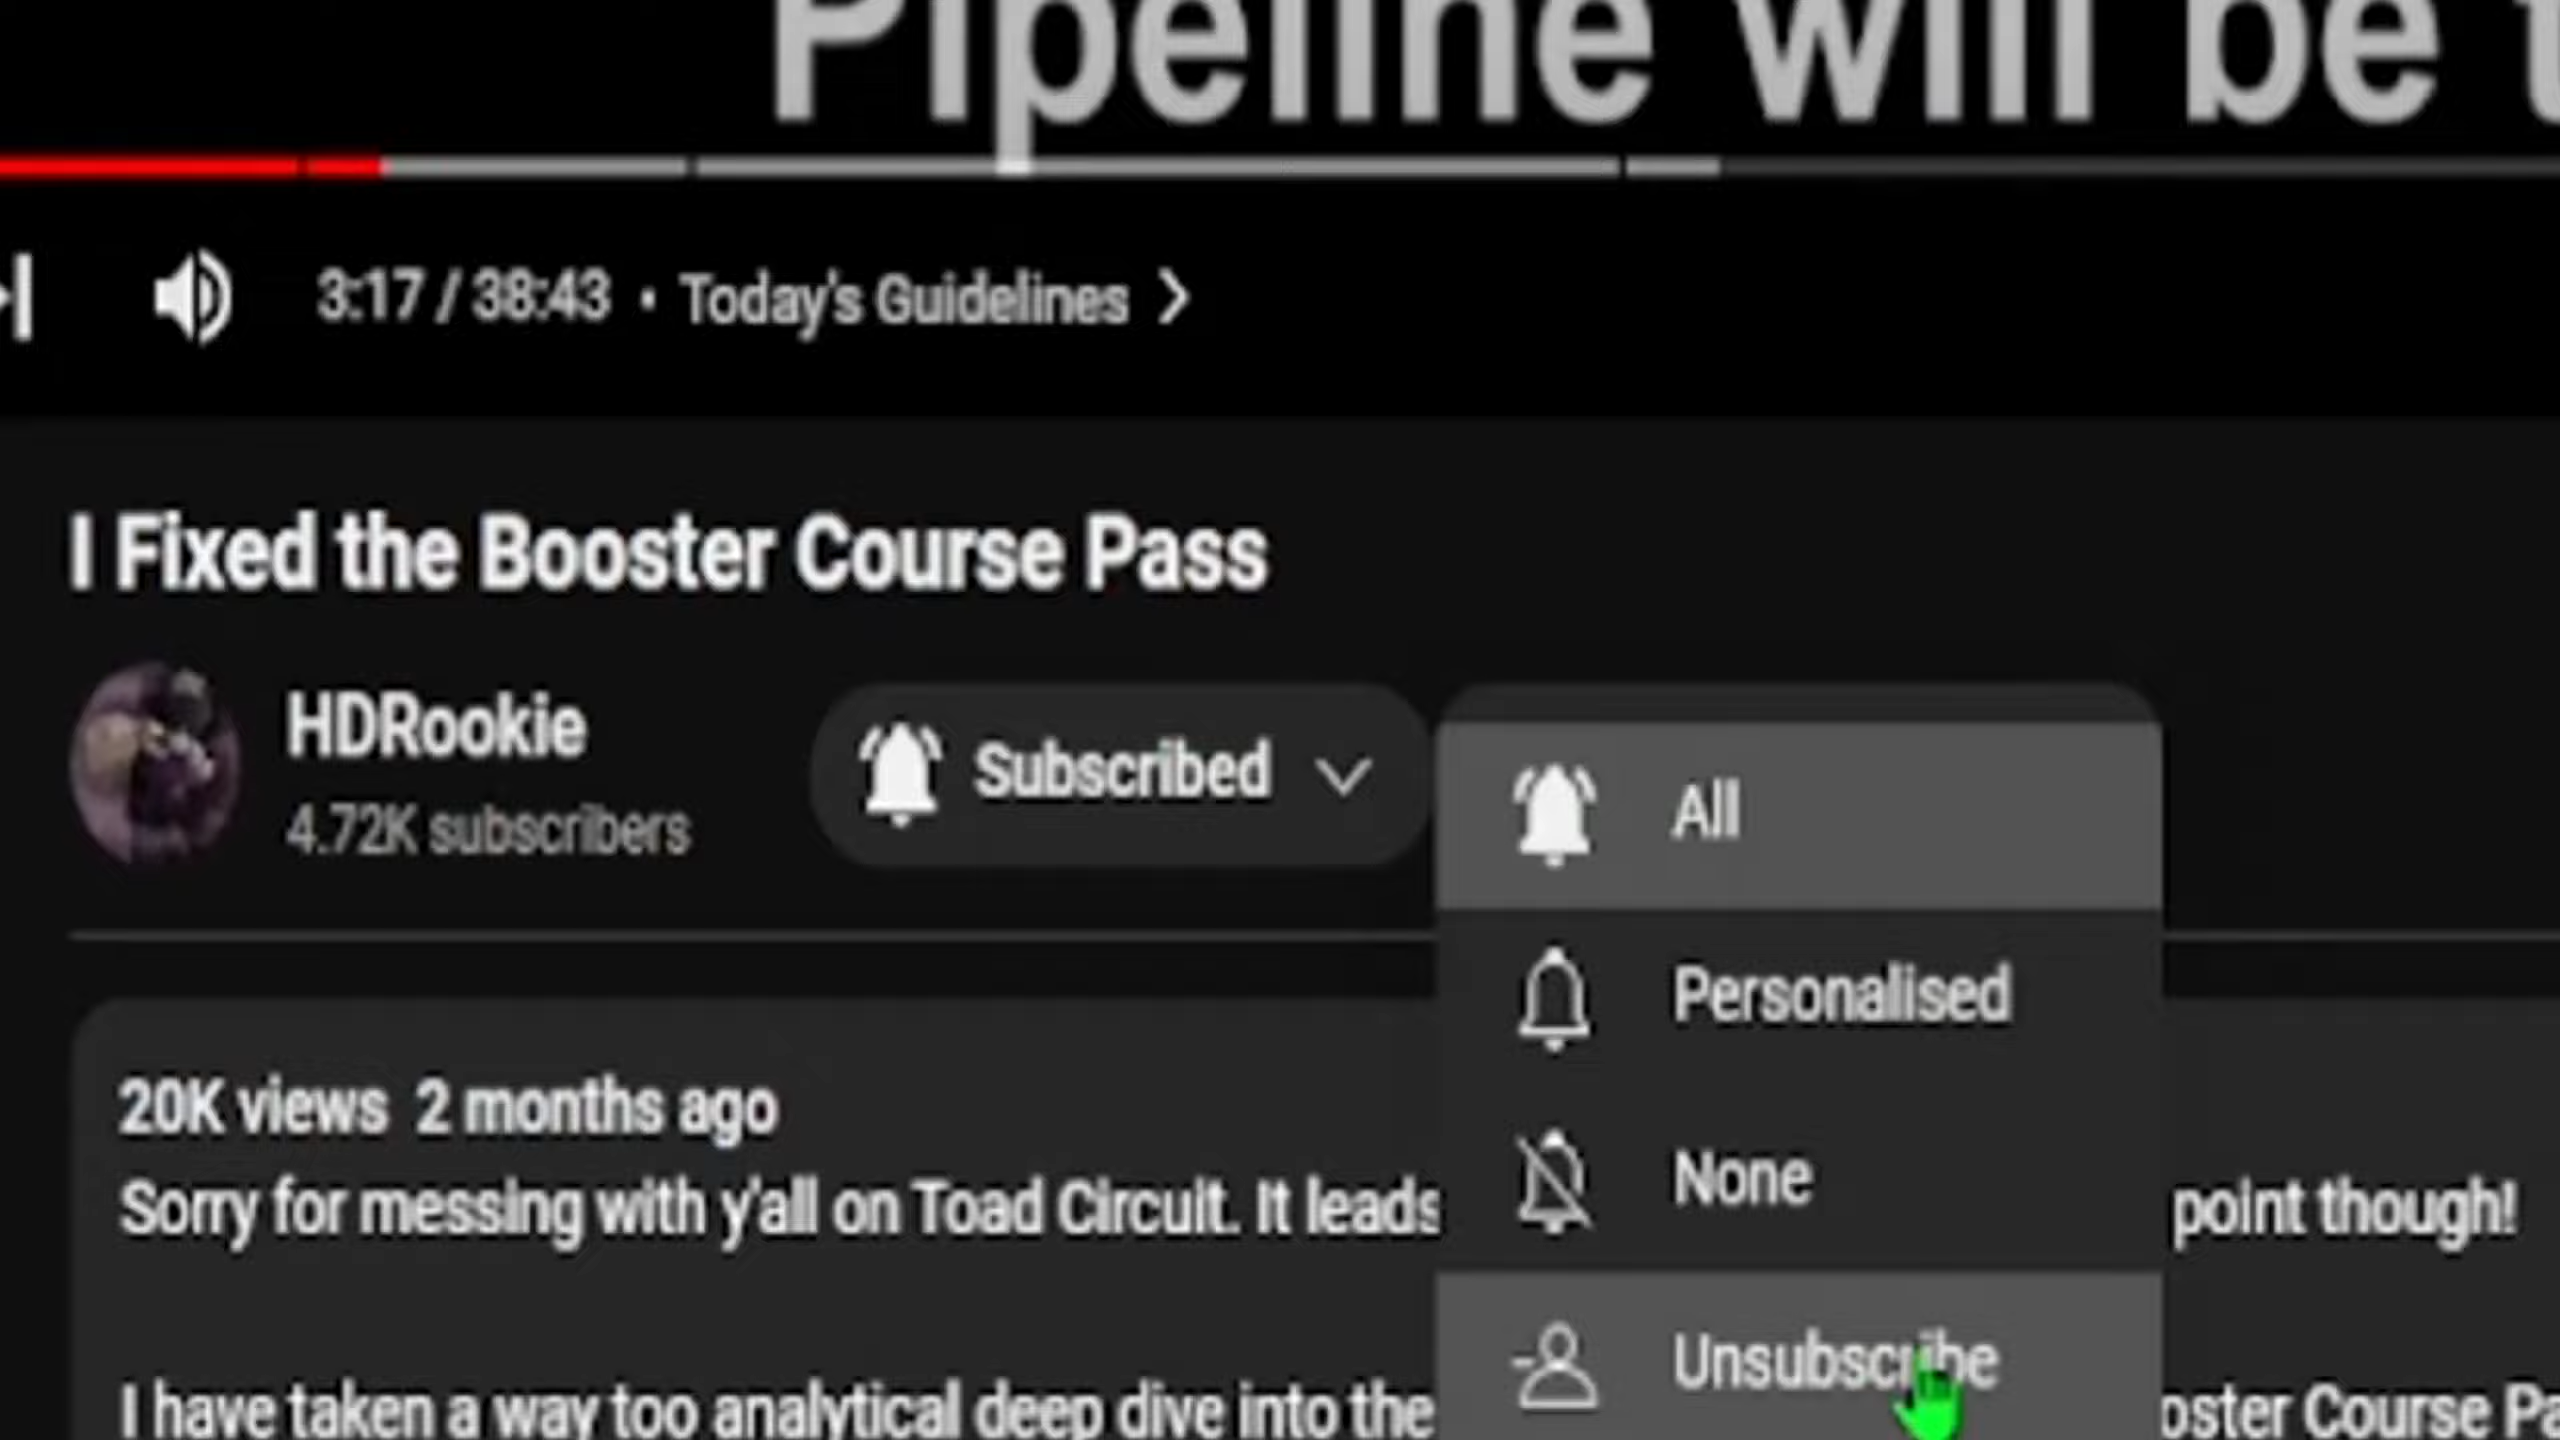 Pipeline will be t
3:17 / 38:43 • Today's Guidelines
I Fixed the Booster Course Pass
HDRookie
4.72K subscribers
Subscribed
All
Personalised
None
Unsubscribe
20K views 2 months ago
Sorry for messing with y'all on Toad Circuit. It leads
point though!
I have taken a way too analytical deep dive into the
oster Course Pa